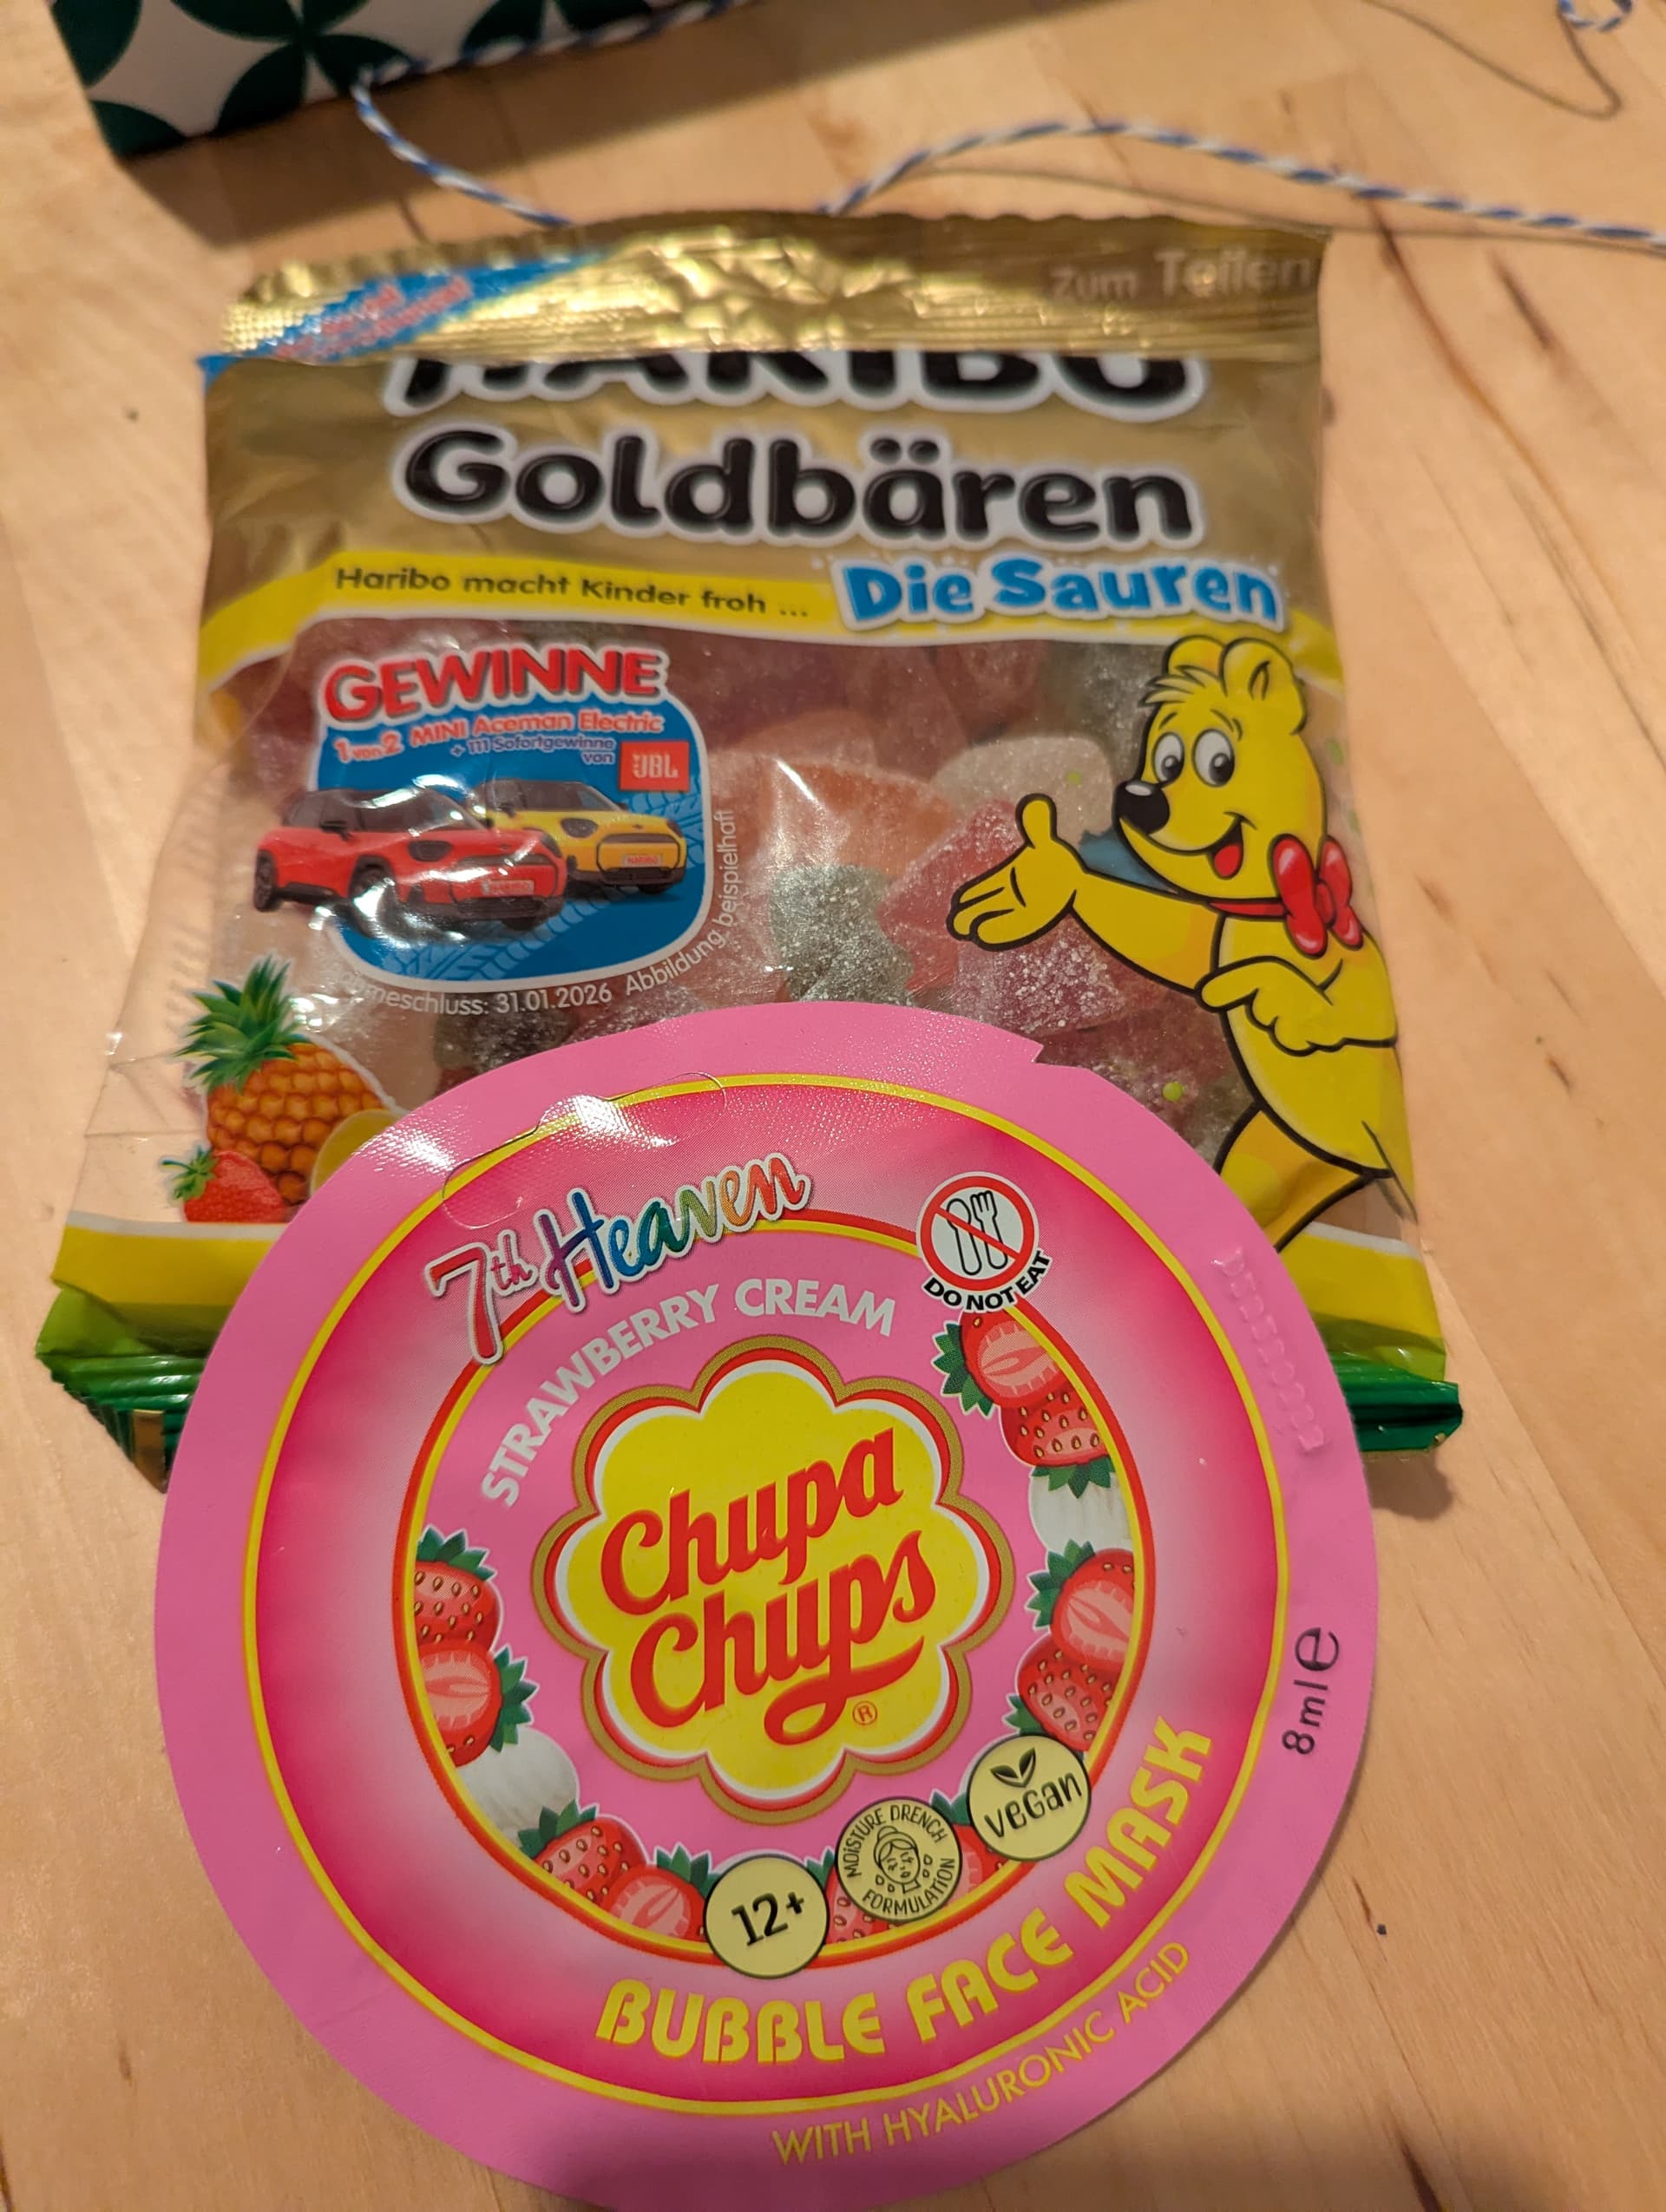 Zum Teilen
HARIBO
Goldbären
Haribo macht Kinder froh ...
Die Sauren
GEWINNE
1 von 2 MINI Aceman Electric
+ 111 Sofortgewinne
von
JBL
HARIBO
Abbildung beispielhaft
31.01.2026
7th Heaven
DO NOT EAT
STRAWBERRY CREAM
Chupa
Chups
®
8ml e
vegan
MOISTURE DRENCH
FORMULATION
12+
BUBBLE FACE MASK
WITH HYALURONIC ACID